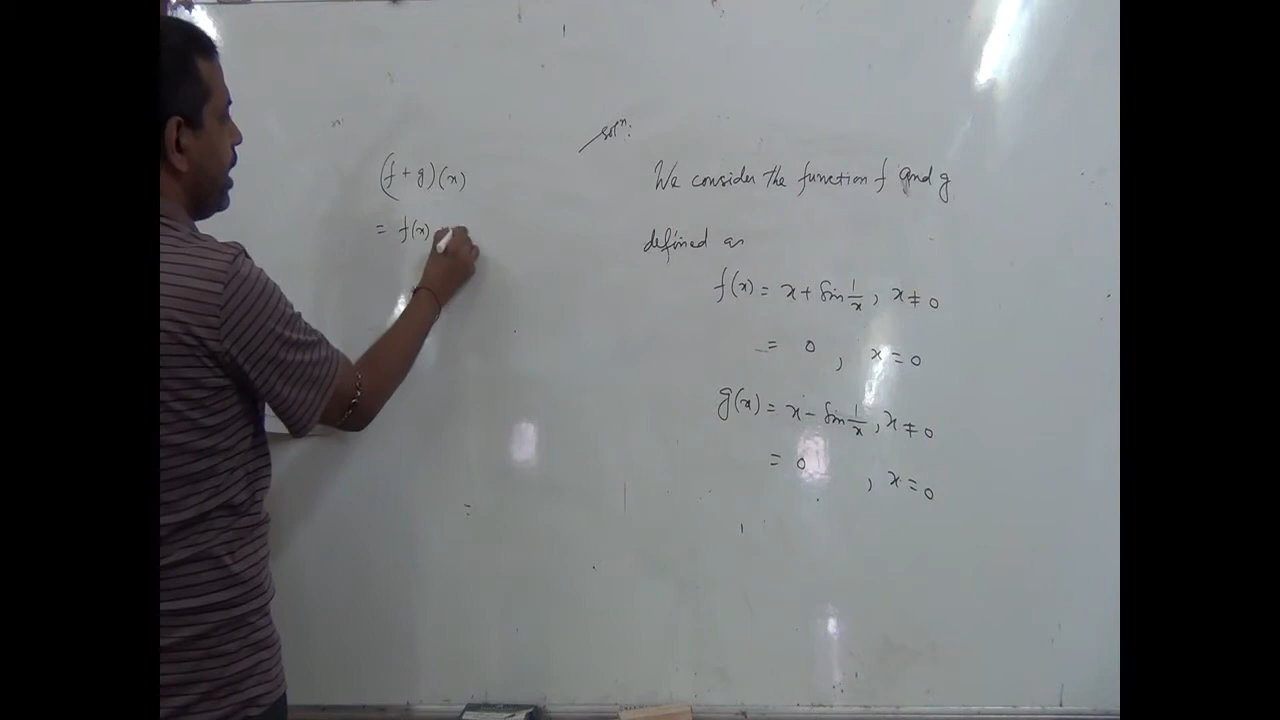 (f + g)(x)
= f(x)
Solⁿ:
We consider the function f and g
defined as
f(x) = x + Sin 1/x, x ≠ 0
= 0, x = 0
g(x) = x - Sin 1/x, x ≠ 0
= 0, x = 0